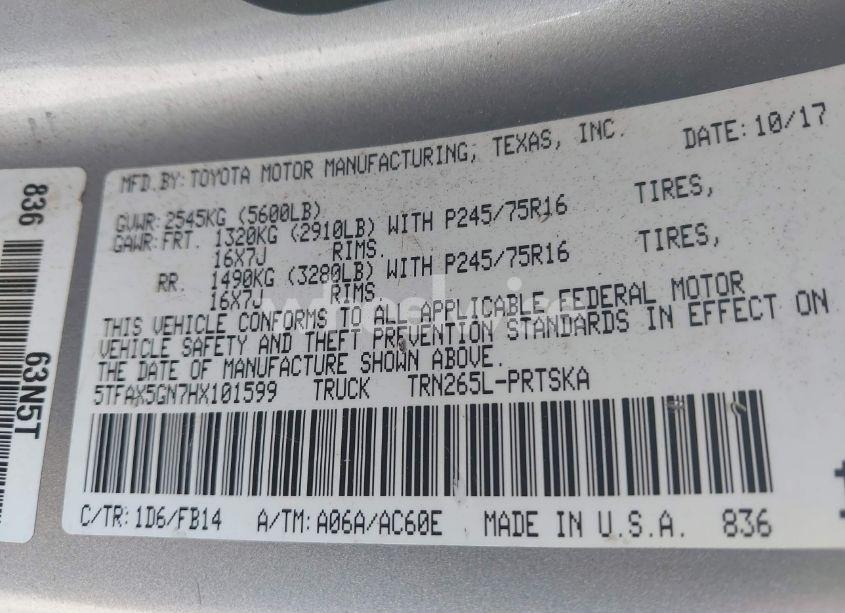 MFD.BY:TOYOTA MOTOR MANUFACTURING, TEXAS, INC. DATE:10/17
GVWR:2545KG (5600LB)
GAWR:FRT. 1320KG (2910LB) WITH P245/75R16 TIRES,
16X7J RIMS.
RR. 1490KG (3280LB) WITH P245/75R16 TIRES,
16X7J RIMS.
THIS VEHICLE CONFORMS TO ALL APPLICABLE FEDERAL MOTOR
VEHICLE SAFETY AND THEFT PREVENTION STANDARDS IN EFFECT ON
THE DATE OF MANUFACTURE SHOWN ABOVE.
5TFAX5GN7HX101599 TRUCK TRN265L-PRTSKA
C/TR:1D6/FB14 A/TM:A06A/AC60E MADE IN U.S.A. 836
836
63N5T